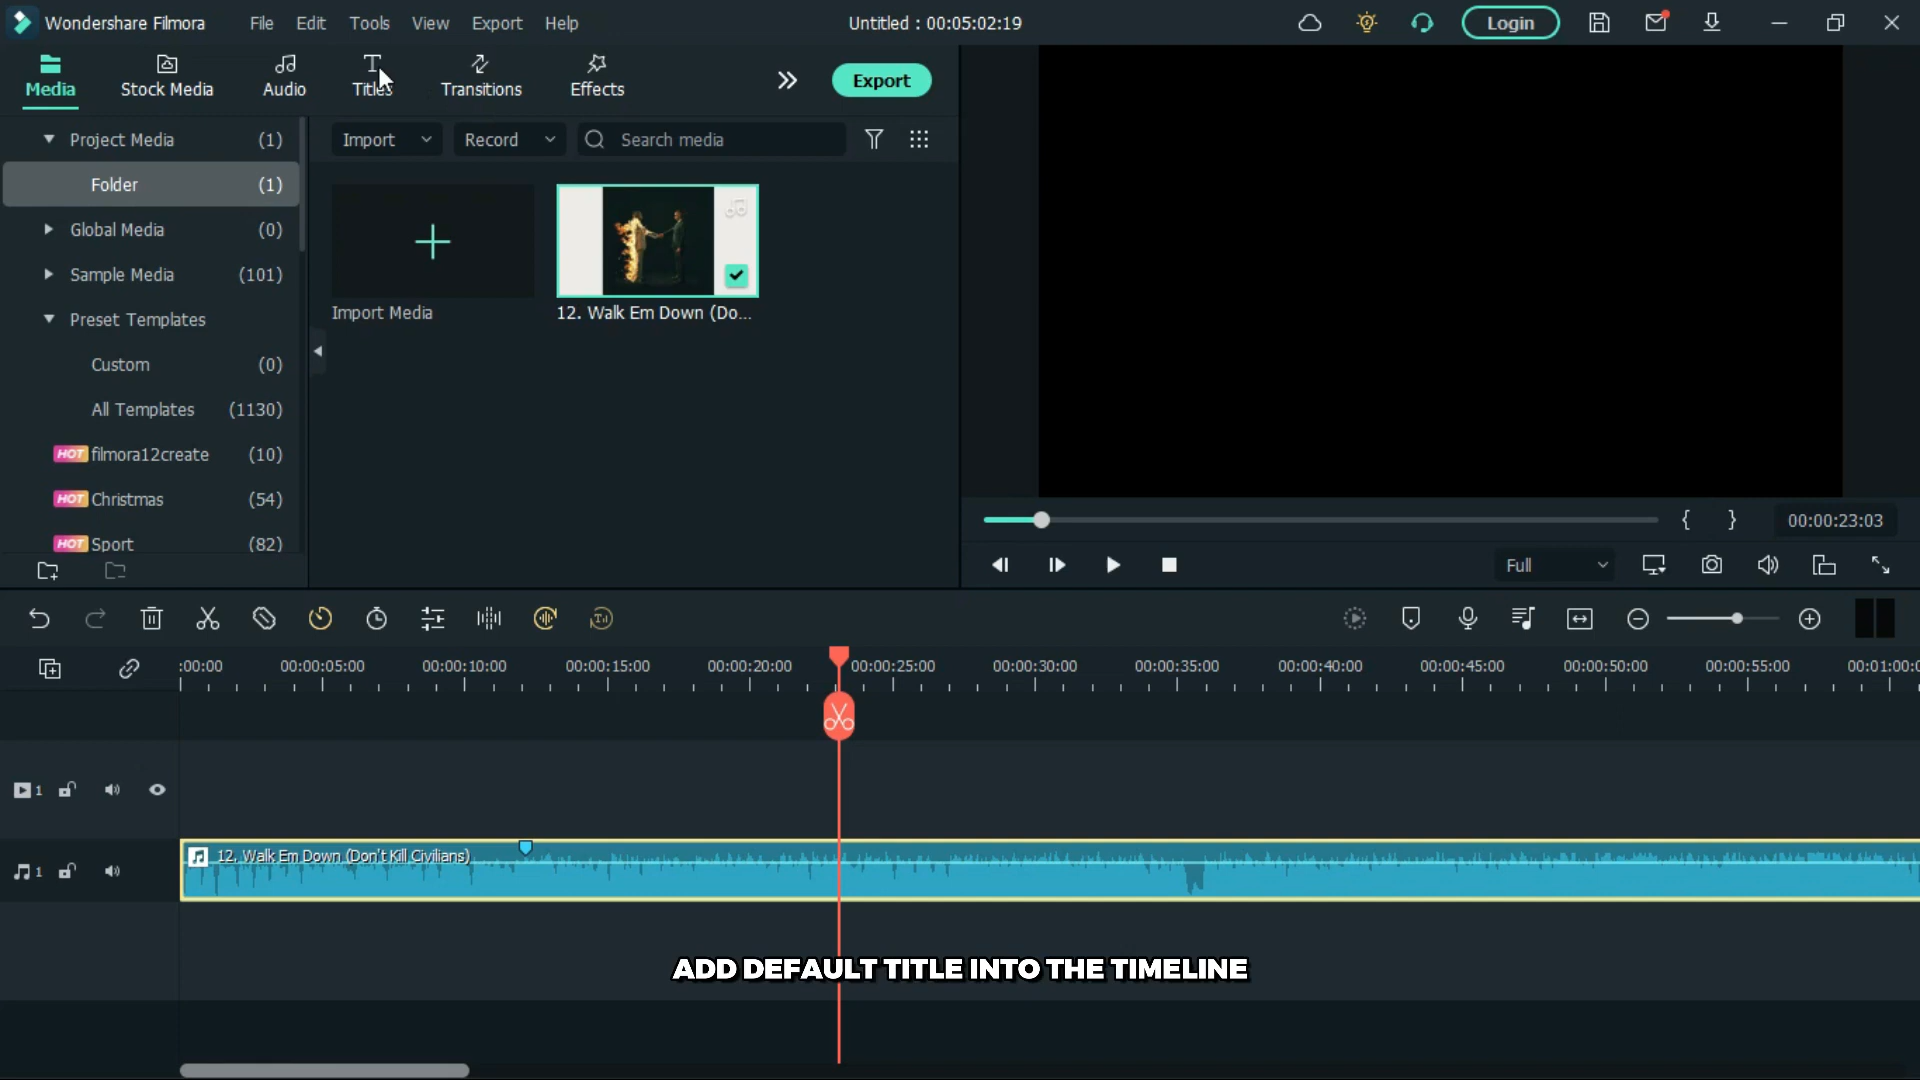 Wondershare Filmora File Edit Tools View Export Help Untitled : 00:05:02:19 Login
Media Stock Media Audio Titles Transitions Effects Export
Project Media (1) Import Record Search media
Folder (1)
Global Media (0)
Sample Media (101)
12. Walk Em Down (Do...
Import Media
Preset Templates
Custom (0)
All Templates (1130)
HOT filmora12create (10)
HOT Christmas (54)
HOT Sport (82)
{ } 00:00:23:03
Full
:00:00 00:00:05:00 00:00:10:00 00:00:15:00 00:00:20:00 00:00:25:00 00:00:30:00 00:00:35:00 00:00:40:00 00:00:45:00 00:00:50:00 00:00:55:00 00:01:00:0
1
12. Walk Em Down (Don't Kill Civilians)
1
ADD DEFAULT TITLE INTO THE TIMELINE